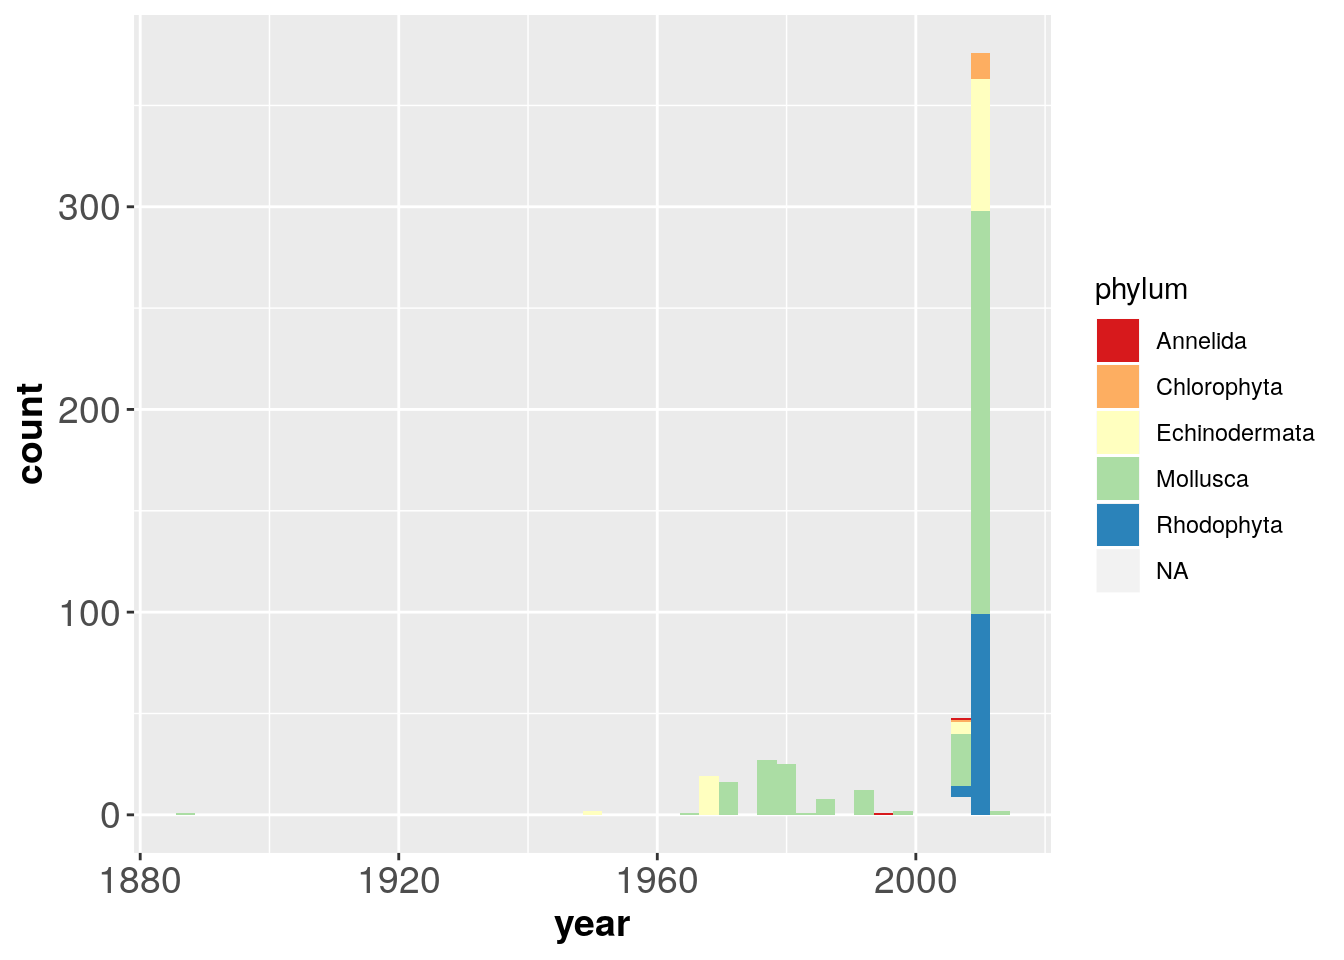 300
200
100
0
count
1880
1920
1960
2000
year
phylum
Annelida
Chlorophyta
Echinodermata
Mollusca
Rhodophyta
NA